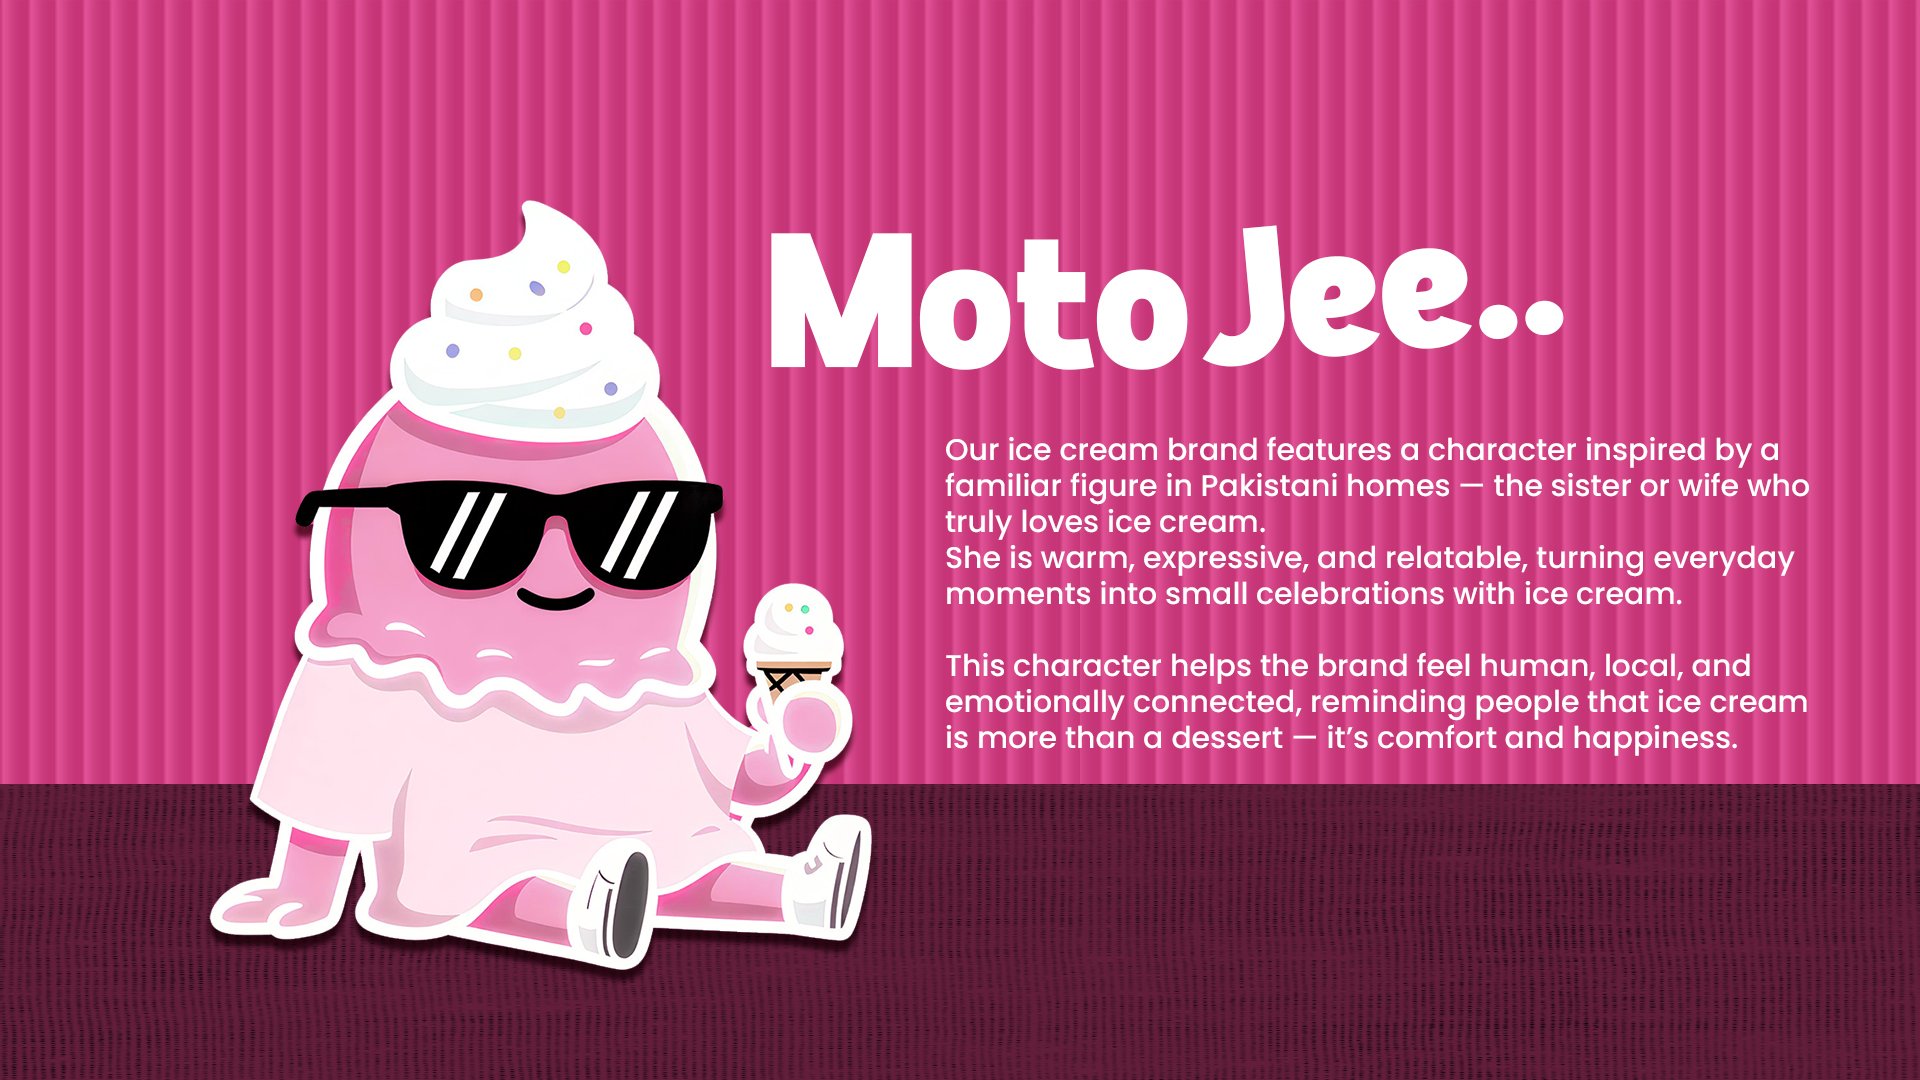 Moto Jee..
Our ice cream brand features a character inspired by a
familiar figure in Pakistani homes — the sister or wife who
truly loves ice cream.
She is warm, expressive, and relatable, turning everyday
moments into small celebrations with ice cream.
This character helps the brand feel human, local, and
emotionally connected, reminding people that ice cream
is more than a dessert — it’s comfort and happiness.